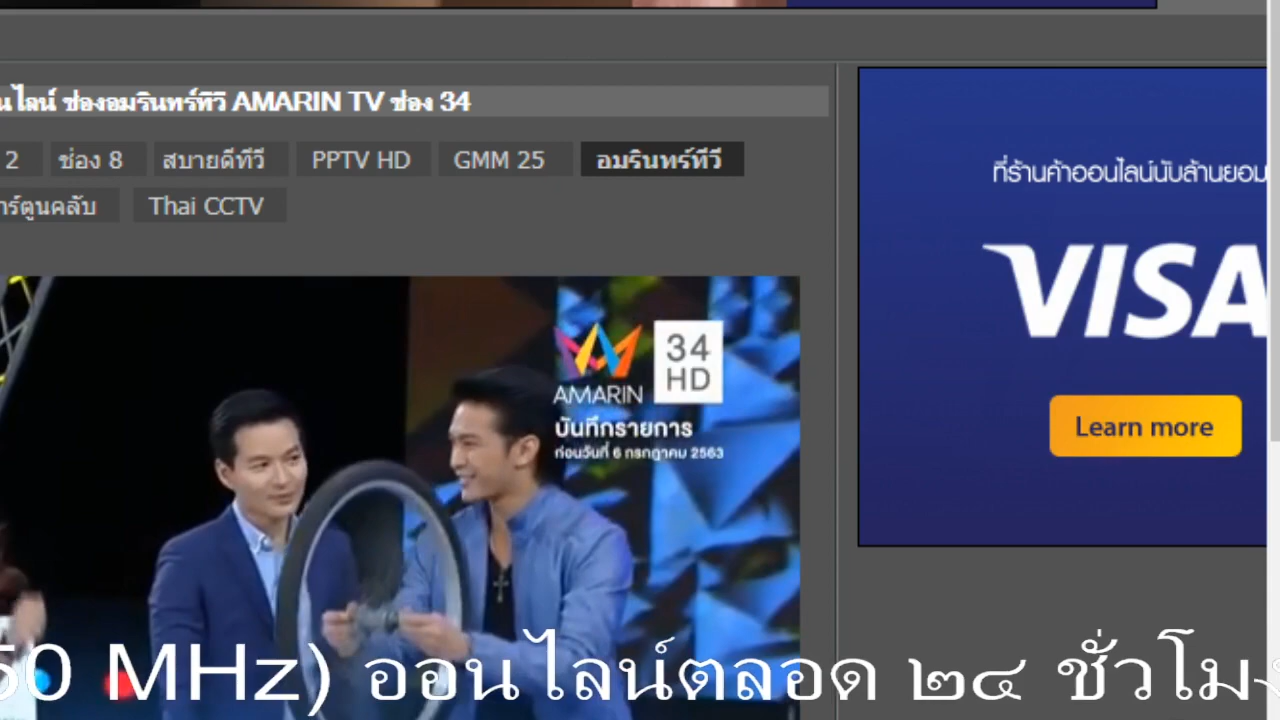 นไลน์ ช่องอมรินทร์ทีวี AMARIN TV ช่อง 34
2 ช่อง 8 สบายดีทีวี PPTV HD GMM 25 อมรินทร์ทีวี
าร์ตูนคลับ Thai CCTV
ที่ร้านค้าออนไลน์นับล้านยอม
VISA
Learn more
AMARIN 34 HD
บันทึกรายการ
ก่อนวันที่ 6 กรกฎาคม 2563
50 MHz) ออนไลน์ตลอด ๒๔ ชั่วโมง